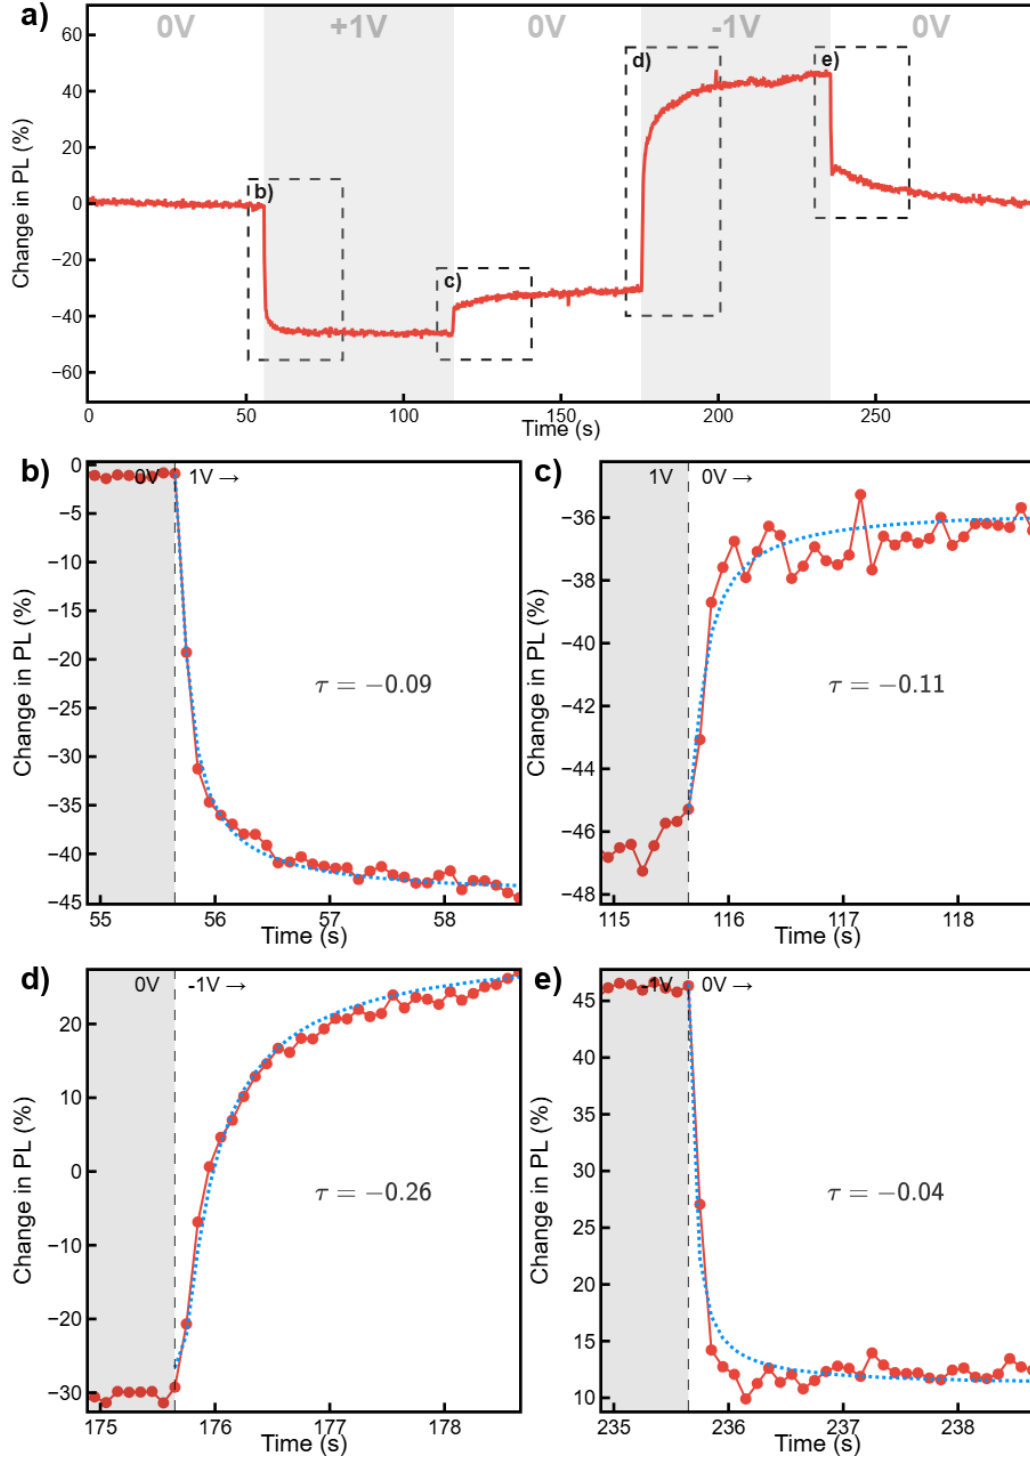 a)
0V +1V 0V -1V 0V
60
40
20
0
−20
−40
−60
b)
c)
d)
e)
Change in PL (%)
0 50 100 150 200 250
Time (s)
b)
0V 1V →
0
−5
−10
−15
−20
−25
−30
−35
−40
−45
τ = −0.09
Change in PL (%)
55 56 57 58
Time (s)
c)
1V 0V →
−36
−38
−40
−42
−44
−46
−48
τ = −0.11
Change in PL (%)
115 116 117 118
Time (s)
d)
0V -1V →
20
10
0
−10
−20
−30
τ = −0.26
Change in PL (%)
175 176 177 178
Time (s)
e)
-1V 0V →
45
40
35
30
25
20
15
10
τ = −0.04
Change in PL (%)
235 236 237 238
Time (s)